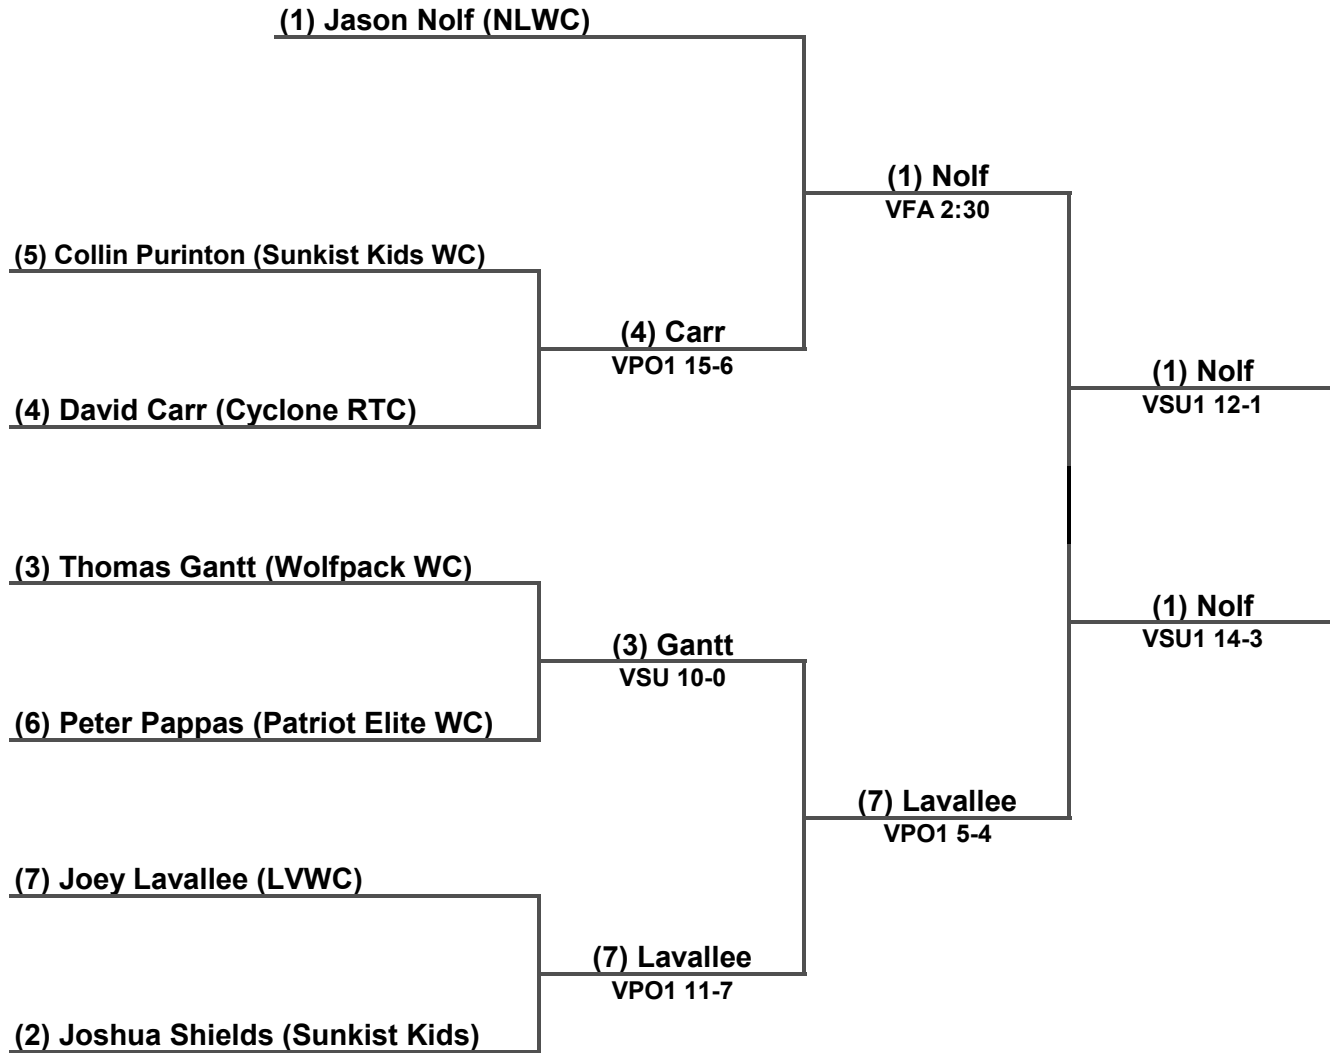 (1) Jason Nolf (NLWC)
(1) Nolf
VFA 2:30
(5) Collin Purinton (Sunkist Kids WC)
(4) Carr
VPO1 15-6
(1) Nolf
VSU1 12-1
(4) David Carr (Cyclone RTC)
(3) Thomas Gantt (Wolfpack WC)
(1) Nolf
VSU1 14-3
(3) Gantt
VSU 10-0
(6) Peter Pappas (Patriot Elite WC)
(7) Lavallee
VPO1 5-4
(7) Joey Lavallee (LVWC)
(7) Lavallee
VPO1 11-7
(2) Joshua Shields (Sunkist Kids)